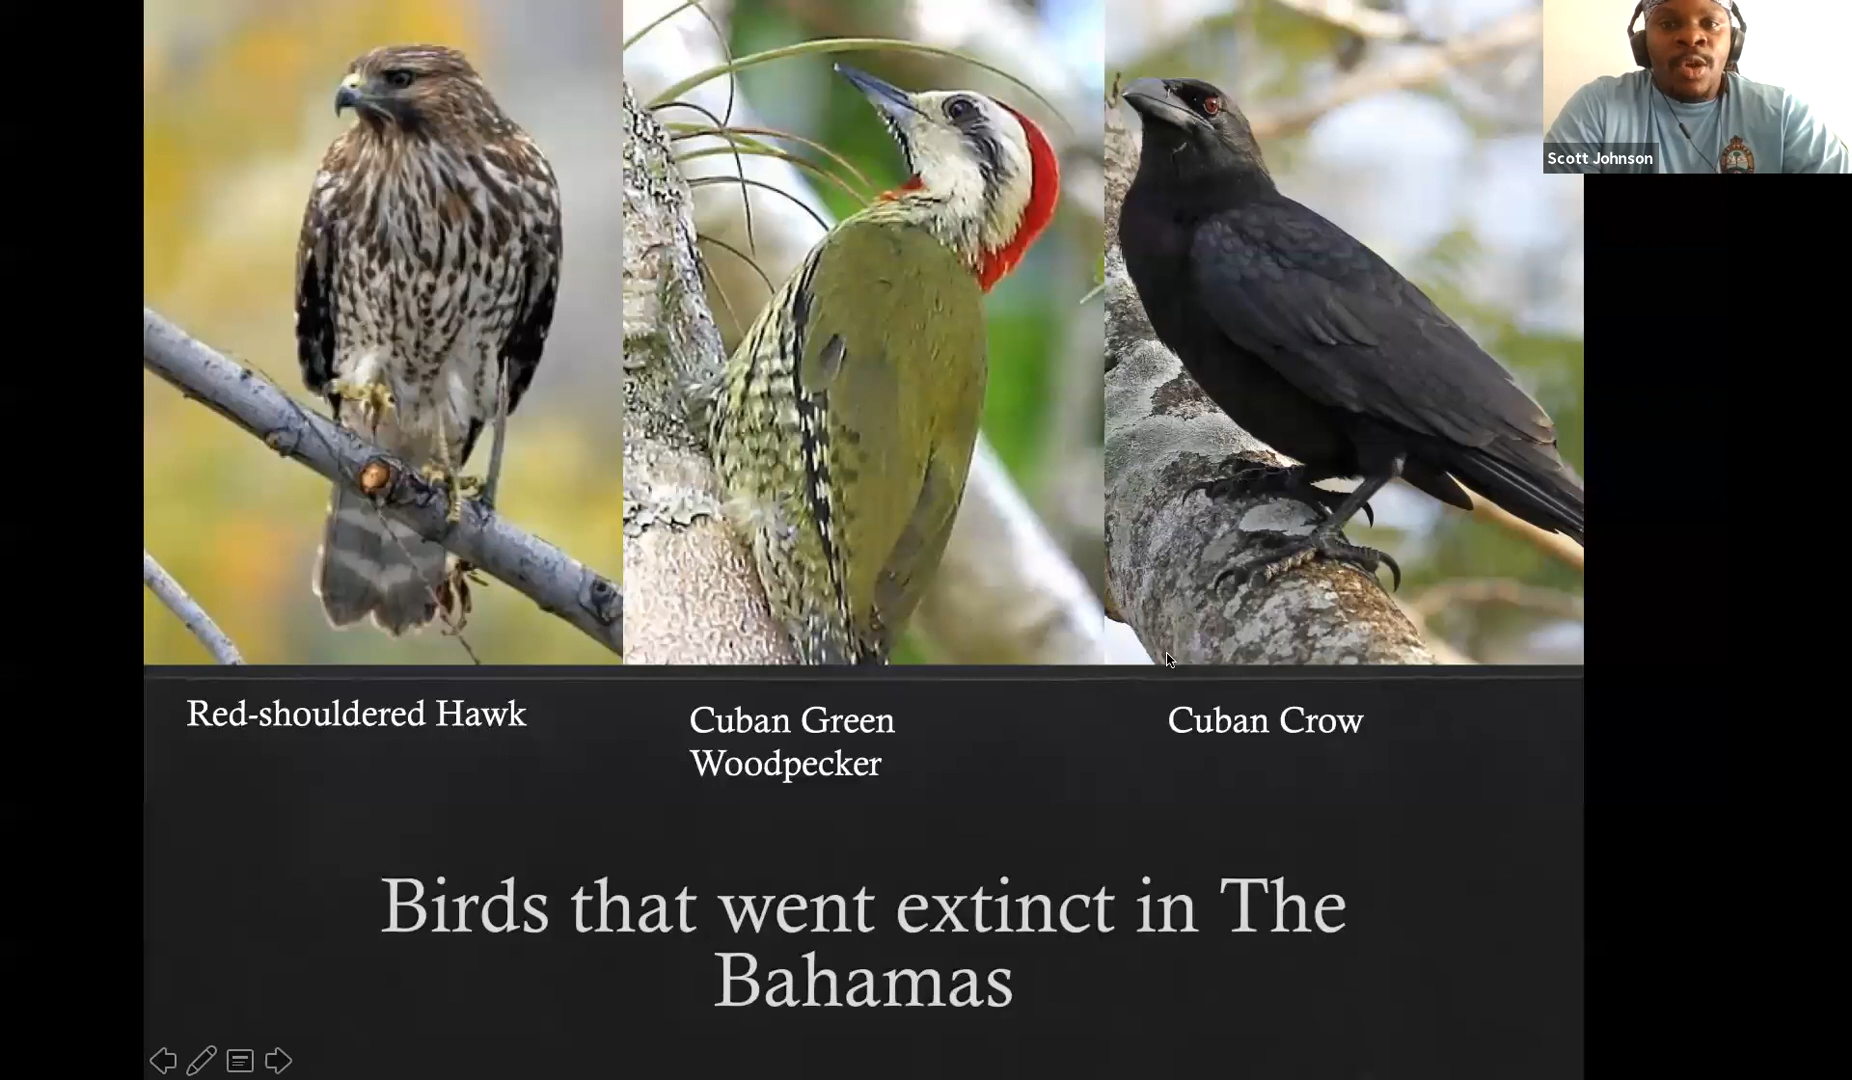 Scott Johnson
Red-shouldered Hawk
Cuban Green
Woodpecker
Cuban Crow
Birds that went extinct in The
Bahamas